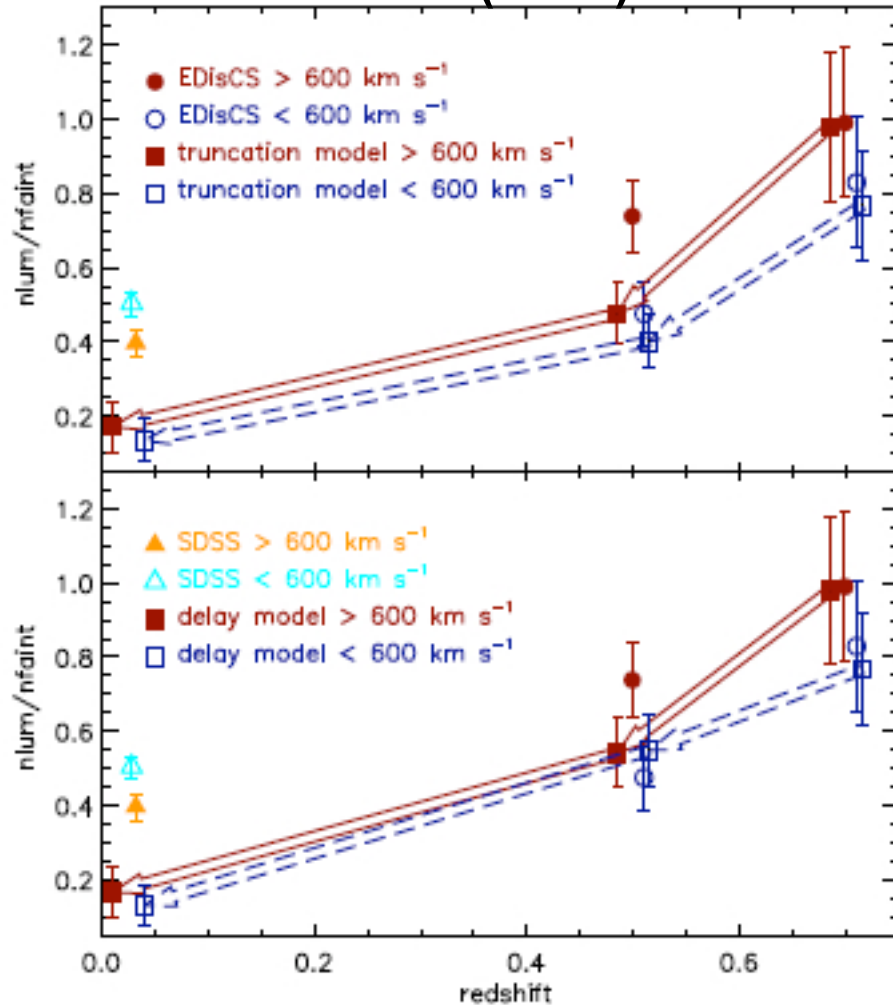 1.2
1.0
0.8
0.6
0.4
0.2
nlum/nfaint
EDisCS > 600 km s⁻¹
EDisCS < 600 km s⁻¹
truncation model > 600 km s⁻¹
truncation model < 600 km s⁻¹
1.2
1.0
0.8
0.6
0.4
0.2
nlum/nfaint
SDSS > 600 km s⁻¹
SDSS < 600 km s⁻¹
delay model > 600 km s⁻¹
delay model < 600 km s⁻¹
0.0 0.2 0.4 0.6
redshift